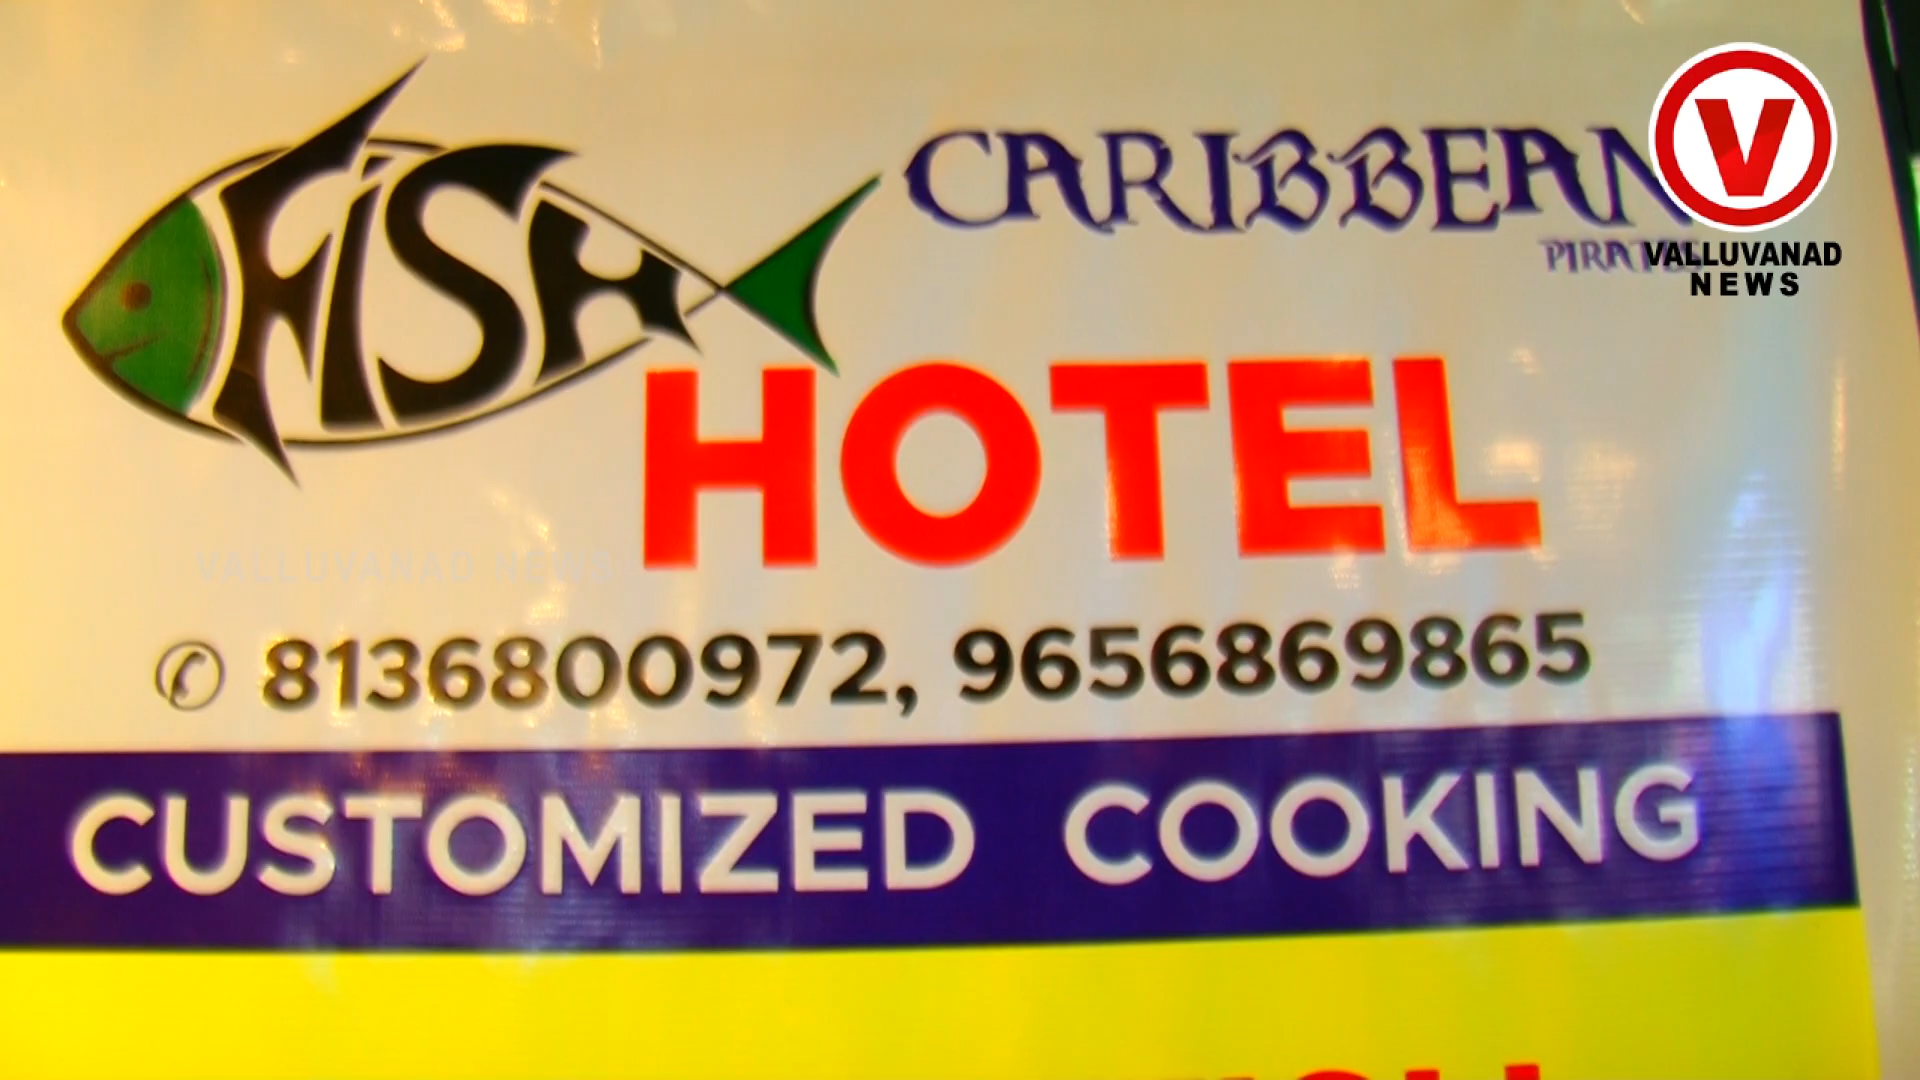 FiSH
CARIBBEAN
VALLUVANAD
NEWS
HOTEL
VALLUVANAD NEWS
✆ 8136800972, 9656869865
CUSTOMIZED COOKING